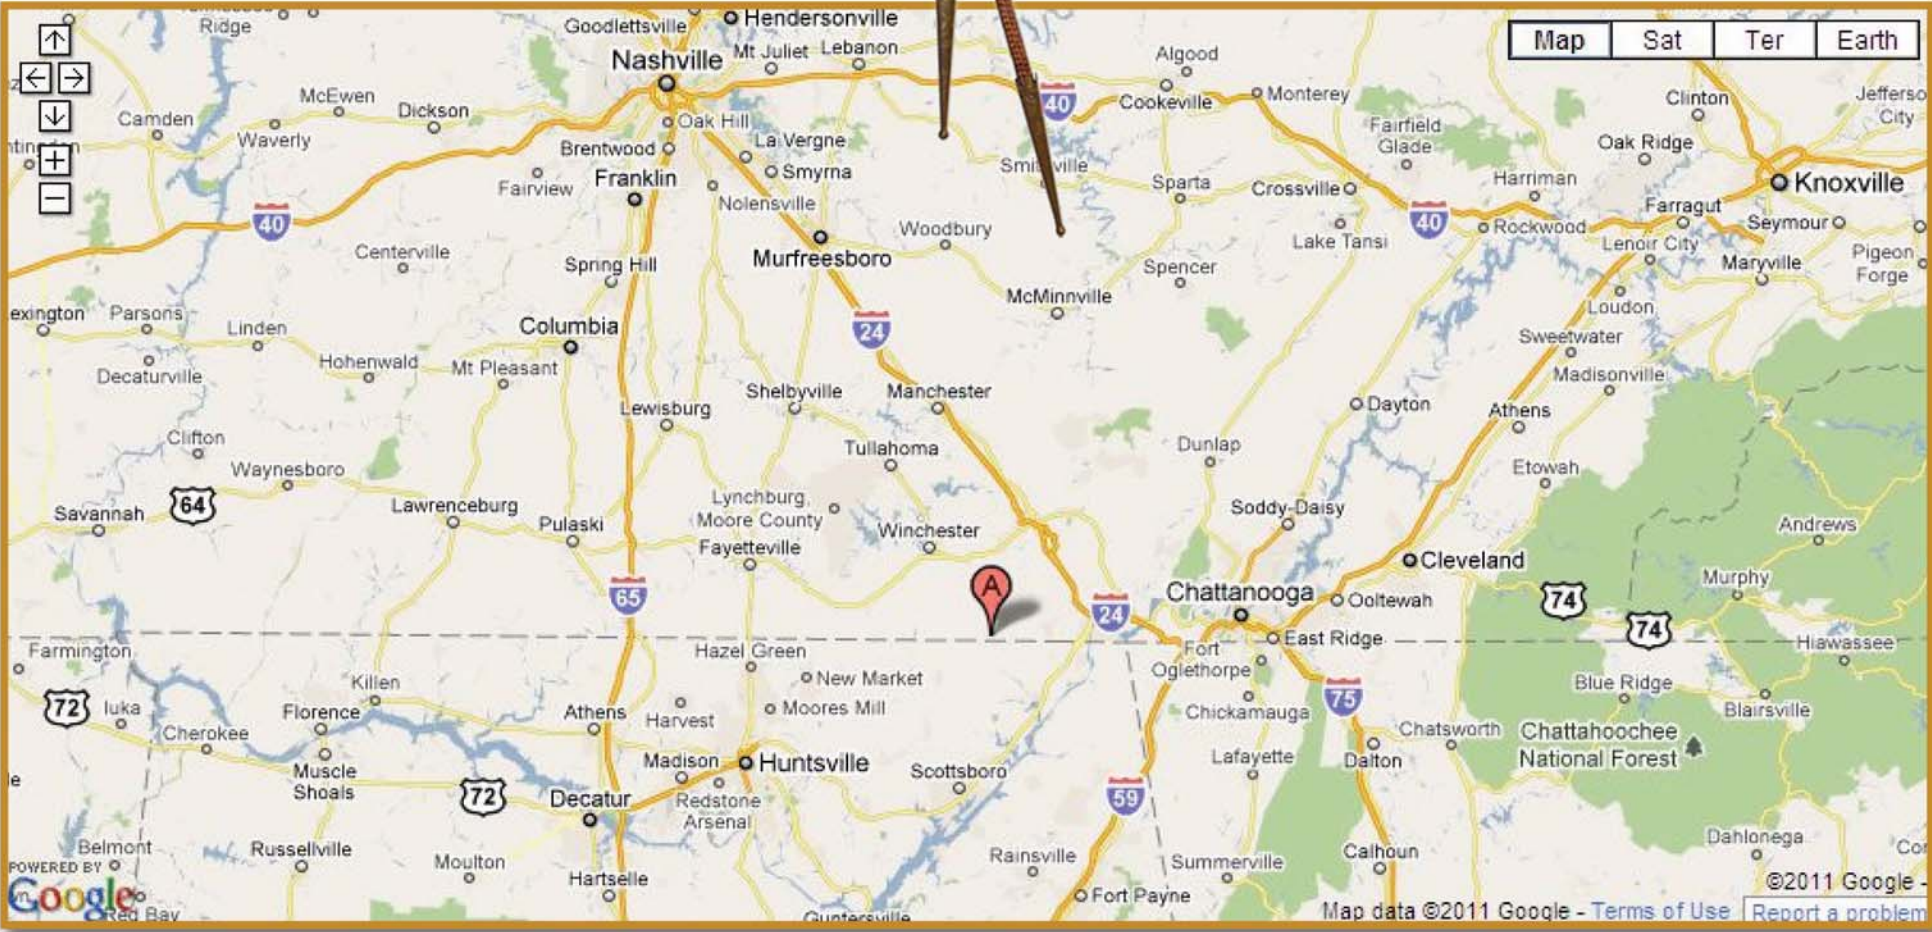 Ridge
Goodlettsville
Hendersonville
Nashville
Mt Juliet
Lebanon
Algood
Map
Sat
Ter
Earth
McEwen
Dickson
Camden
Waverly
Oak Hill
Brentwood
La Vergne
Smyrna
40
Cookeville
Monterey
Clinton
Jefferso
City
Fairfield
Glade
Oak Ridge
Fairview
Franklin
Nolensville
Sparta
Crossville
Harriman
Knoxville
40
Centerville
Spring Hill
Murfreesboro
Woodbury
Lake Tansi
40
Rockwood
Farragut
Seymour
Lenoir City
Maryville
Pigeon
Forge
Spencer
McMinnville
Loudon
exington
Parsons
Linden
Columbia
24
Sweetwater
Decaturville
Hohenwald
Mt Pleasant
Madisonville
Lewisburg
Shelbyville
Manchester
Dayton
Athens
Clifton
Tullahoma
Dunlap
Etowah
Waynesboro
64
Savannah
Lawrenceburg
Pulaski
Lynchburg,
Moore County
Winchester
Soddy-Daisy
Andrews
Fayetteville
Cleveland
65
A
24
Chattanooga
Ooltewah
74
Murphy
74
Farmington
Hazel Green
East Ridge
Fort
Oglethorpe
Hiawassee
Killen
New Market
Blue Ridge
72
Iuka
Florence
Athens
Harvest
Moores Mill
Chickamauga
75
Blairsville
Cherokee
Chatsworth
Chattahoochee
National Forest
Muscle
Shoals
Madison
Huntsville
Scottsboro
Lafayette
Dalton
72
Decatur
Redstone
Arsenal
59
Belmont
Russellville
Moulton
Hartselle
Rainsville
Summerville
Calhoun
Dahlonega
Fort Payne
Guntersville
POWERED BY
Google
Red Bay
©2011 Google -
Map data ©2011 Google - Terms of Use
Report a problem